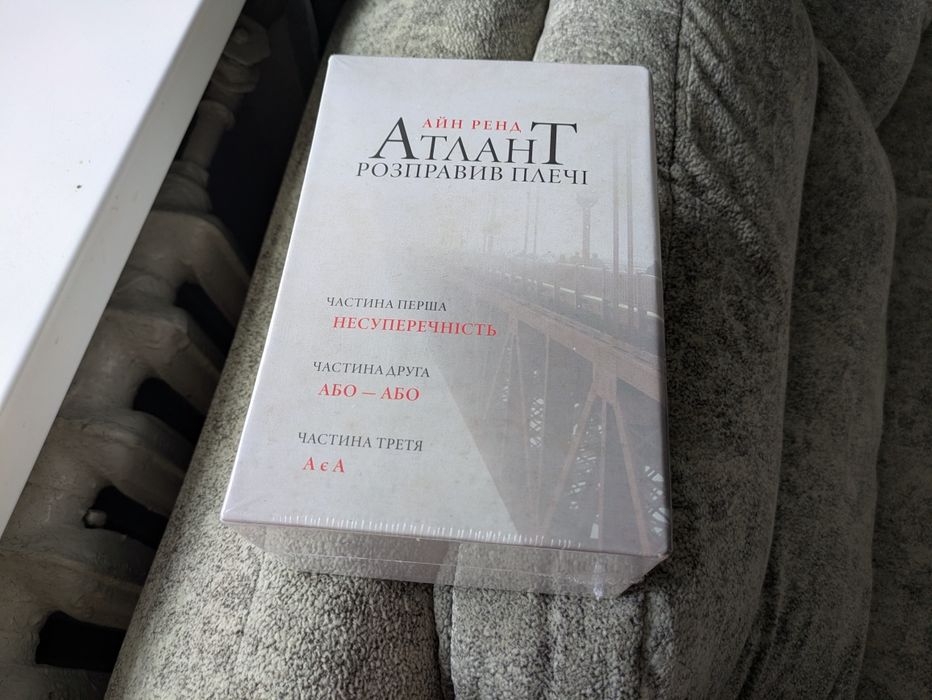 АЙН РЕНД
АТЛАНТ
РОЗПРАВИВ ПЛЕЧІ
ЧАСТИНА ПЕРША
НЕСУПЕРЕЧНІСТЬ
ЧАСТИНА ДРУГА
АБО — АБО
ЧАСТИНА ТРЕТЯ
А є А